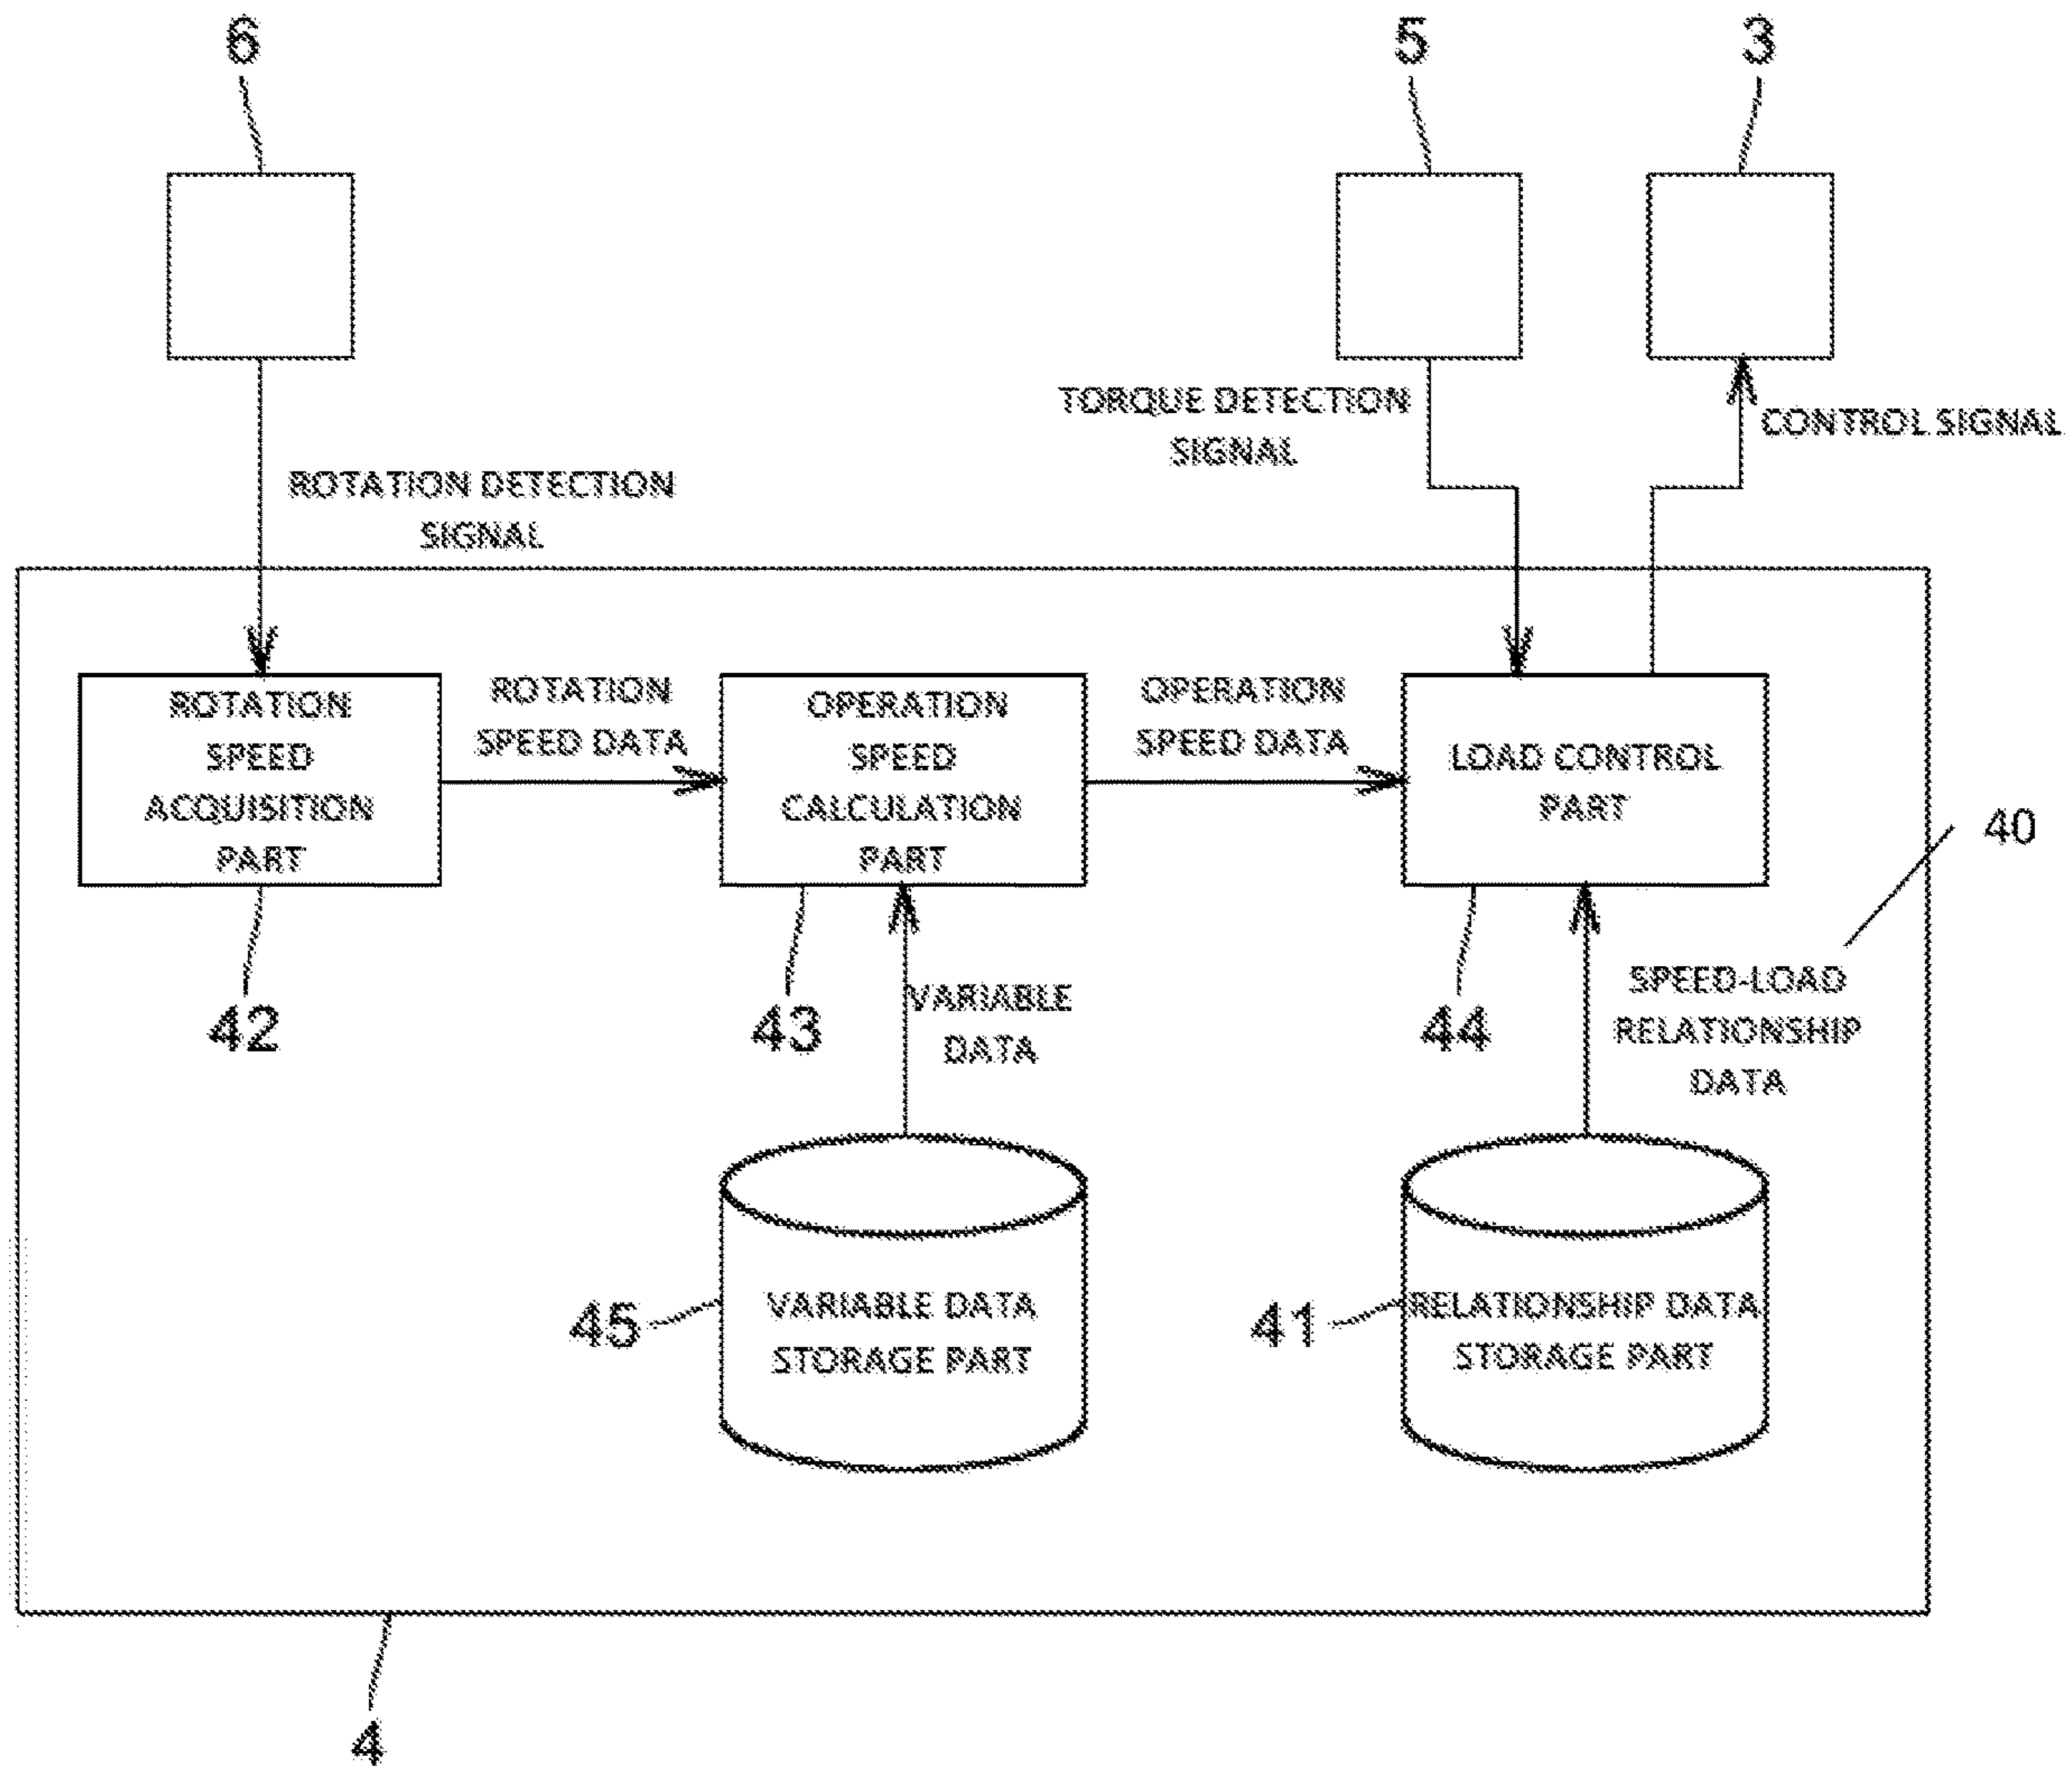 6
5
3
TORQUE DETECTION
SIGNAL
CONTROL SIGNAL
ROTATION DETECTION
SIGNAL
ROTATION
SPEED
ACQUISITION
PART
ROTATION
SPEED DATA
OPERATION
SPEED
CALCULATION
PART
OPERATION
SPEED DATA
LOAD CONTROL
PART
40
42
43
VARIABLE
DATA
44
SPEED-LOAD
RELATIONSHIP
DATA
45
VARIABLE DATA
STORAGE PART
41
RELATIONSHIP DATA
STORAGE PART
4